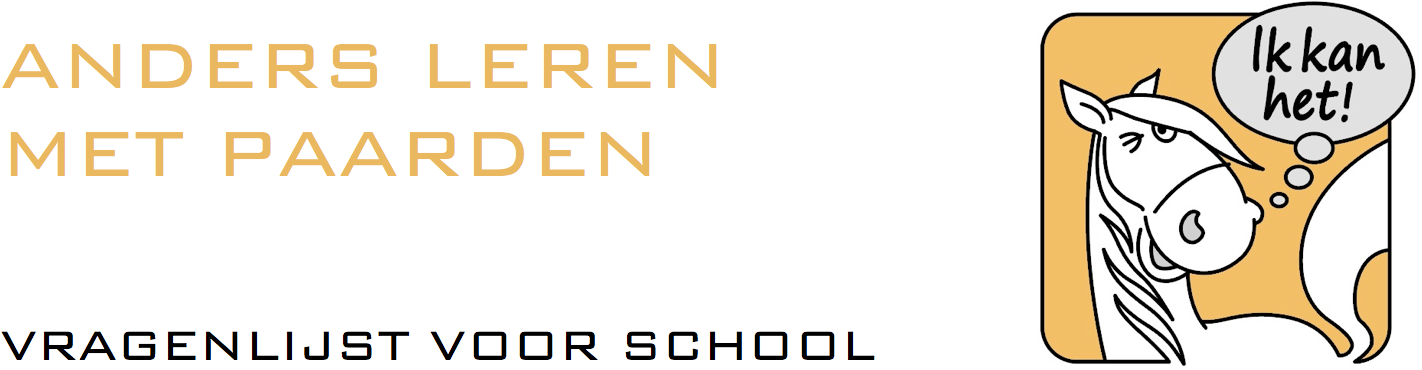 ANDERS LEREN
MET PAARDEN
Ik kan
het!
VRAGENLIJST VOOR SCHOOL